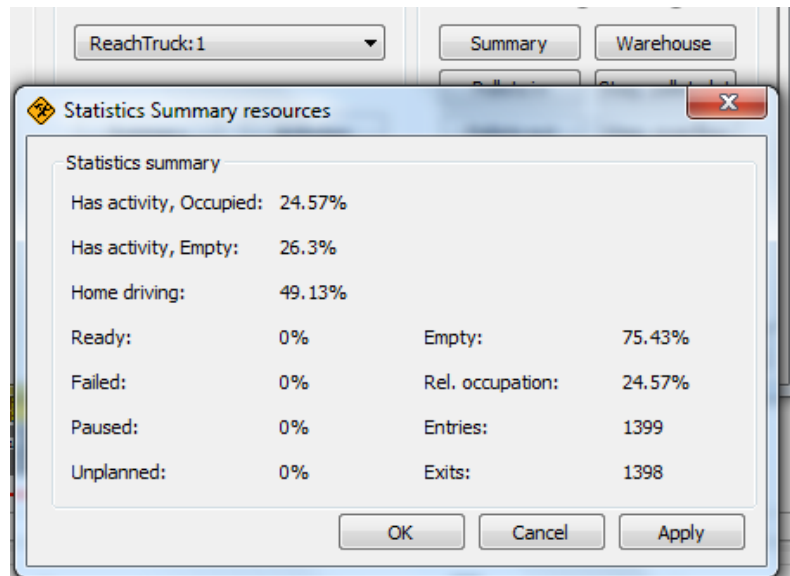 ReachTruck:1
Summary Warehouse
Statistics Summary resources
Statistics summary
Has activity, Occupied: 24.57%
Has activity, Empty: 26.3%
Home driving: 49.13%
Ready: 0% Empty: 75.43%
Failed: 0% Rel. occupation: 24.57%
Paused: 0% Entries: 1399
Unplanned: 0% Exits: 1398
OK Cancel Apply